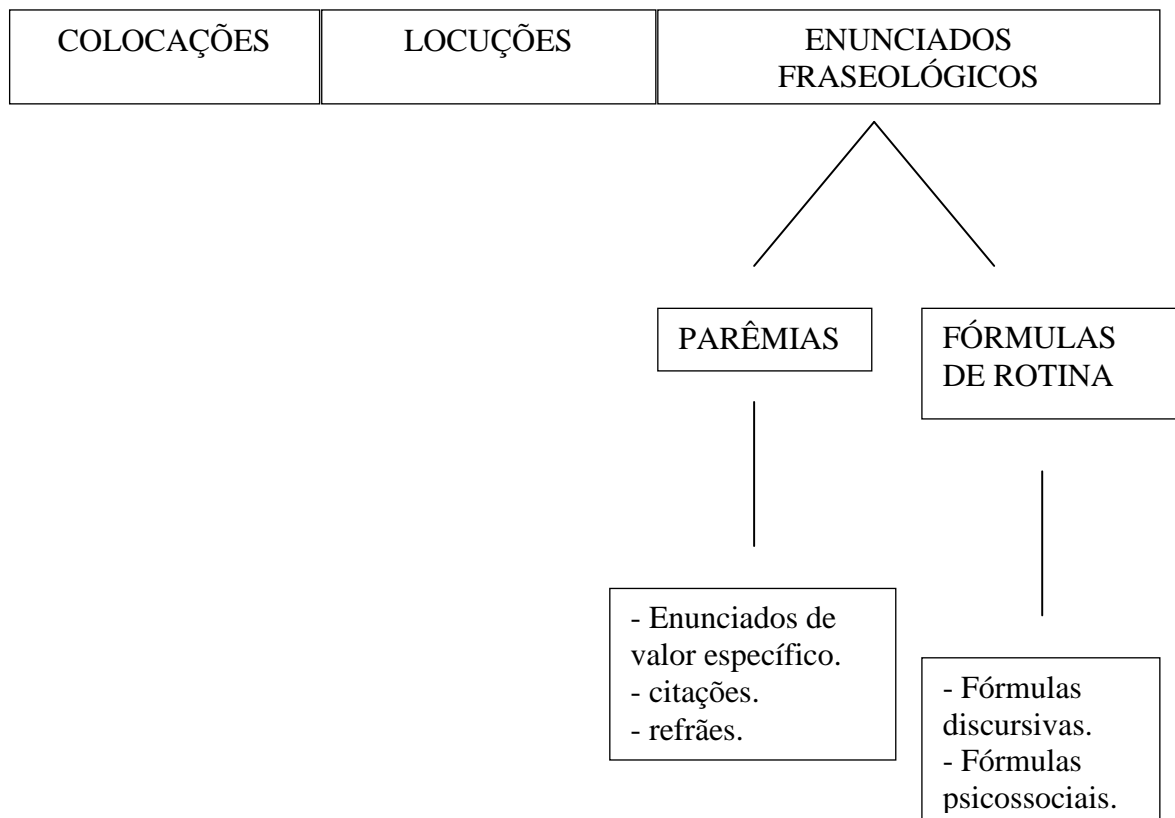 COLOCAÇÕES
LOCUÇÕES
ENUNCIADOS
FRASEOLÓGICOS
PARÊMIAS
FÓRMULAS
DE ROTINA
- Enunciados de
valor específico.
- citações.
- refrães.
- Fórmulas
discursivas.
- Fórmulas
psicossociais.